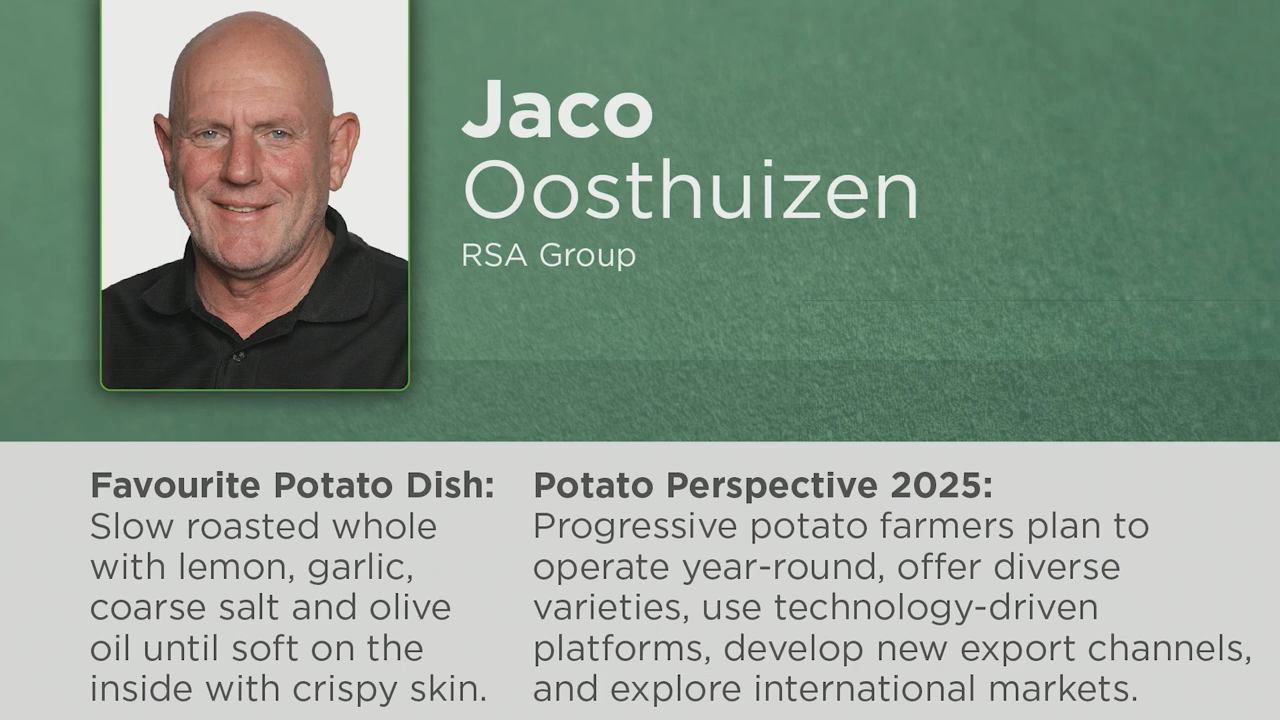 Jaco
Oosthuizen
RSA Group
Favourite Potato Dish:
Slow roasted whole
with lemon, garlic,
coarse salt and olive
oil until soft on the
inside with crispy skin.
Potato Perspective 2025:
Progressive potato farmers plan to
operate year-round, offer diverse
varieties, use technology-driven
platforms, develop new export channels,
and explore international markets.